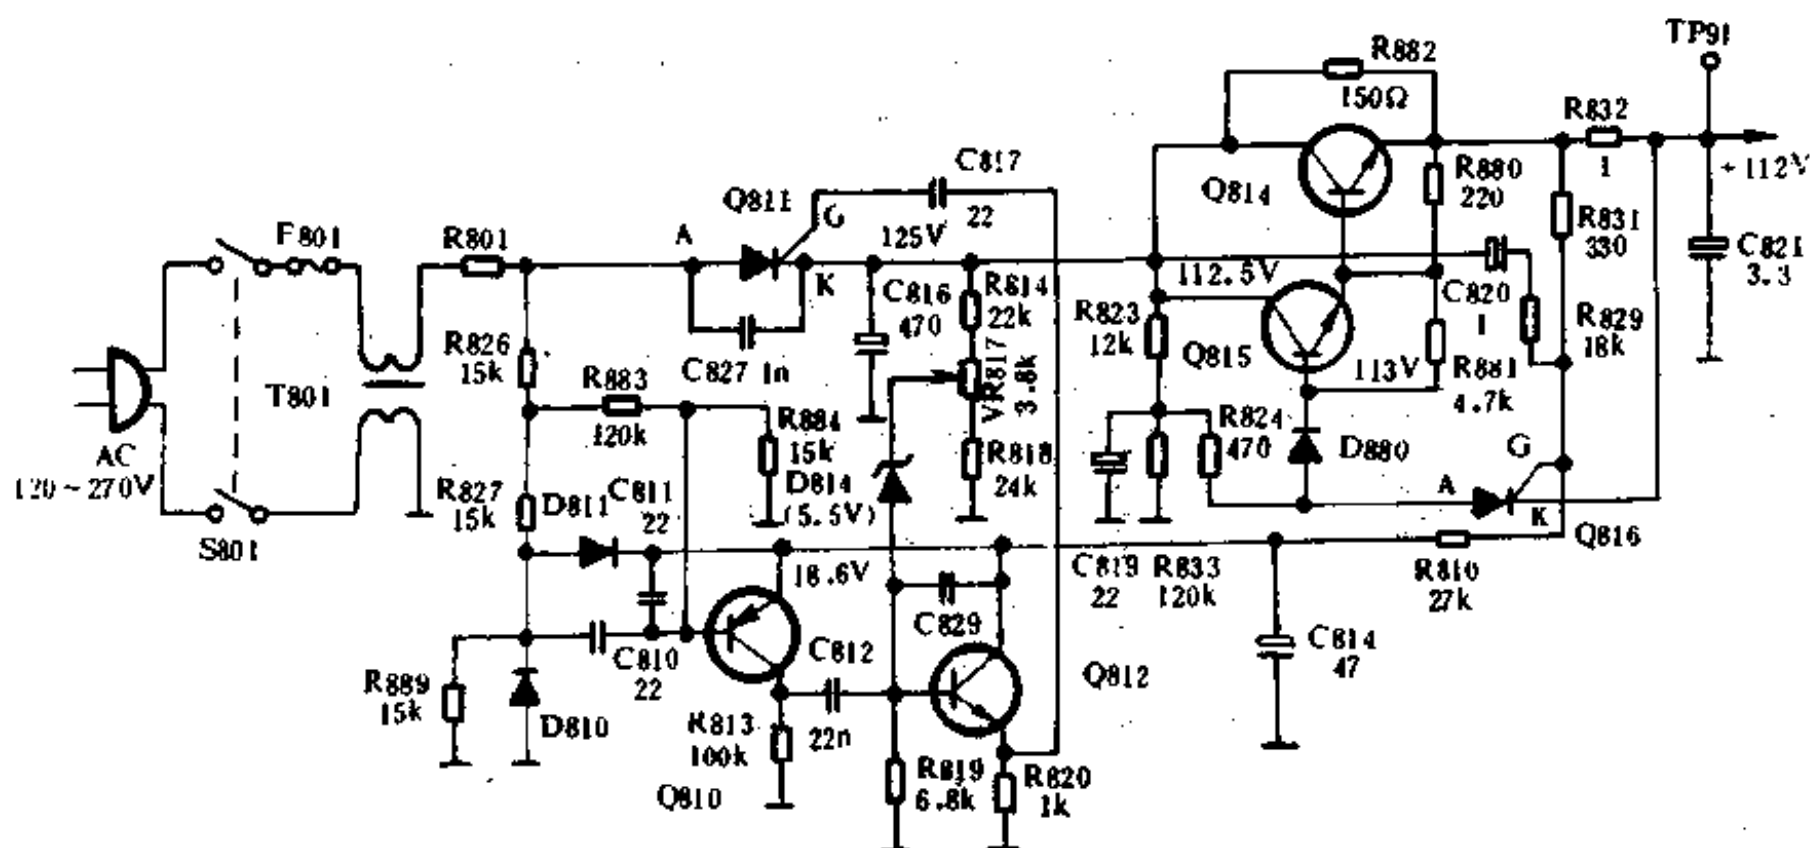 TP91
R882
150Ω
R832
1
+112V
C817
22
Q811
G
A
K
125V
Q814
R880
220
R831
330
C821
3.3
F801
R801
112.5V
C816
470
R814
22k
C820
1
R829
18k
R823
12k
Q815
113V
R881
4.7k
R826
15k
C827 1n
VR817
3.8k
R883
120k
T801
R884
15k
R824
470
D880
G
A
K
Q816
AC
120~270V
R827
15k
D811
C811
22
D814
(5.5V)
R818
24k
S801
18.6V
C819
22
R833
120k
R810
27k
C829
C810
22
C812
22n
Q812
C814
47
R889
15k
D810
R813
100k
Q810
R819
6.8k
R820
1k